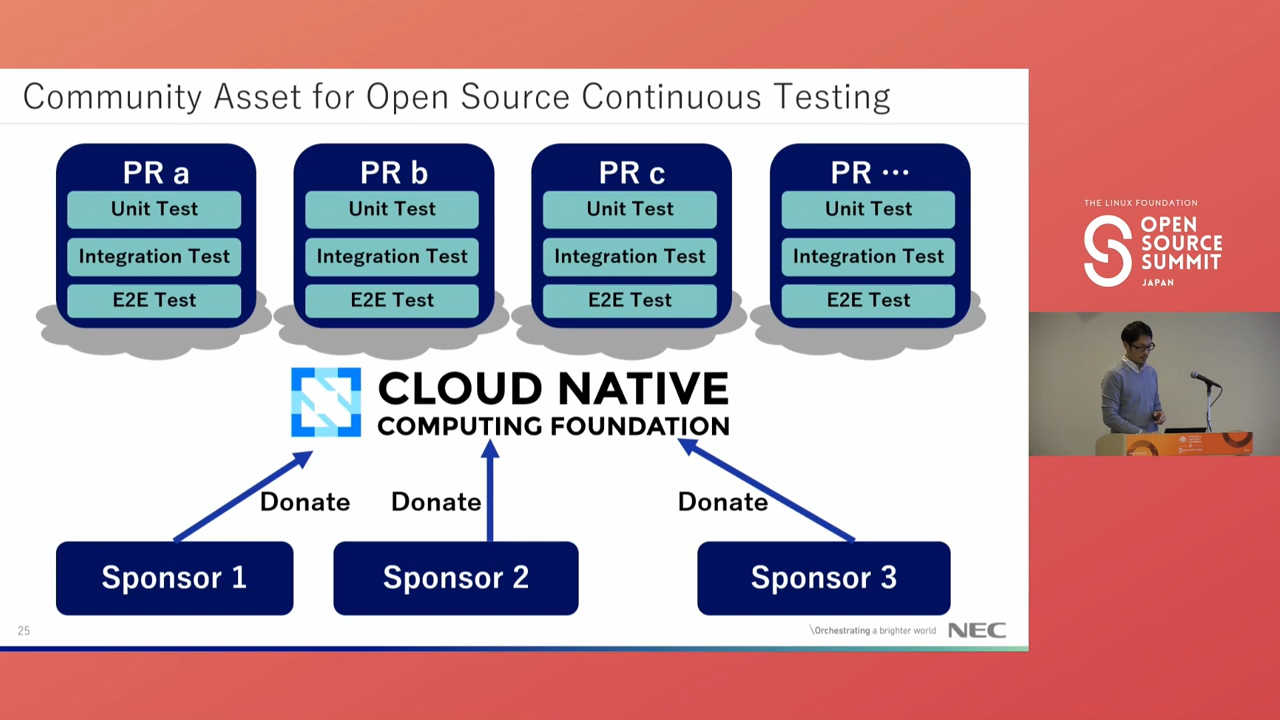 Community Asset for Open Source Continuous Testing
PR a
Unit Test
Integration Test
E2E Test
PR b
Unit Test
Integration Test
E2E Test
PR c
Unit Test
Integration Test
E2E Test
PR ···
Unit Test
Integration Test
E2E Test
CLOUD NATIVE
COMPUTING FOUNDATION
Donate
Donate
Donate
Sponsor 1
Sponsor 2
Sponsor 3
25
\Orchestrating a brighter world
NEC
THE LINUX FOUNDATION
OPEN
SOURCE
SUMMIT
JAPAN